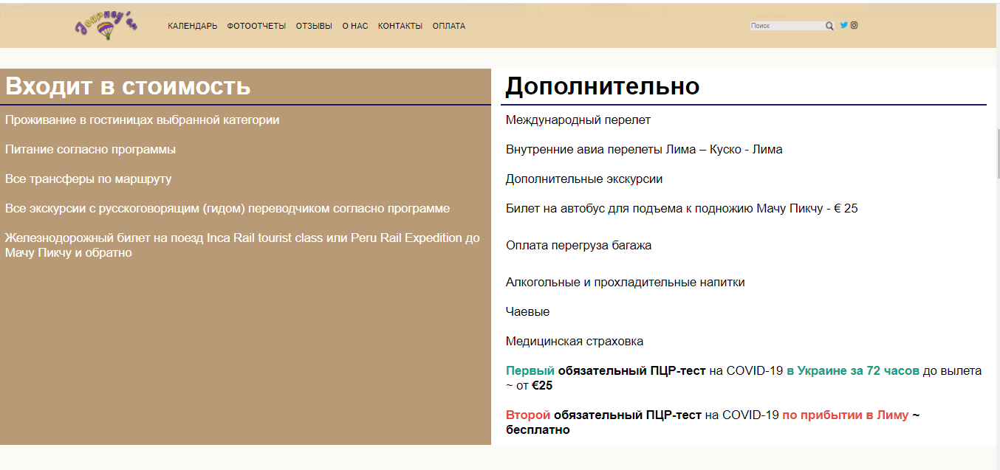 Journey'an
КАЛЕНДАРЬ ФОТООТЧЕТЫ ОТЗЫВЫ О НАС КОНТАКТЫ ОПЛАТА
Поиск
Входит в стоимость
Проживание в гостиницах выбранной категории
Питание согласно программы
Все трансферы по маршруту
Все экскурсии с русскоговорящим (гидом) переводчиком согласно программе
Железнодорожный билет на поезд Inca Rail tourist class или Peru Rail Expedition до
Мачу Пикчу и обратно
Дополнительно
Международный перелет
Внутренние авиа перелеты Лима – Куско - Лима
Дополнительные экскурсии
Билет на автобус для подъема к подножию Мачу Пикчу - € 25
Оплата перегруза багажа
Алкогольные и прохладительные напитки
Чаевые
Медицинская страховка
Первый обязательный ПЦР-тест на COVID-19 в Украине за 72 часов до вылета
~ от €25
Второй обязательный ПЦР-тест на COVID-19 по прибытии в Лиму ~
бесплатно